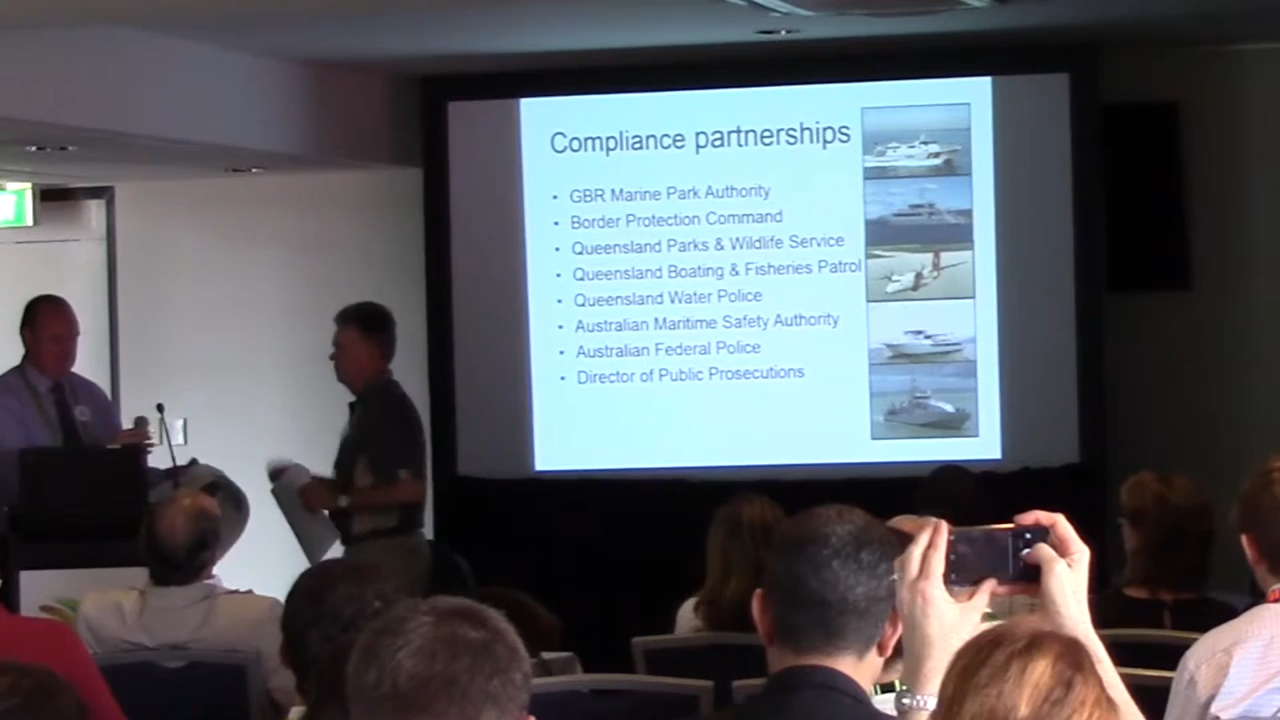 Compliance partnerships
• GBR Marine Park Authority
• Border Protection Command
• Queensland Parks & Wildlife Service
• Queensland Boating & Fisheries Patrol
• Queensland Water Police
• Australian Maritime Safety Authority
• Australian Federal Police
• Director of Public Prosecutions